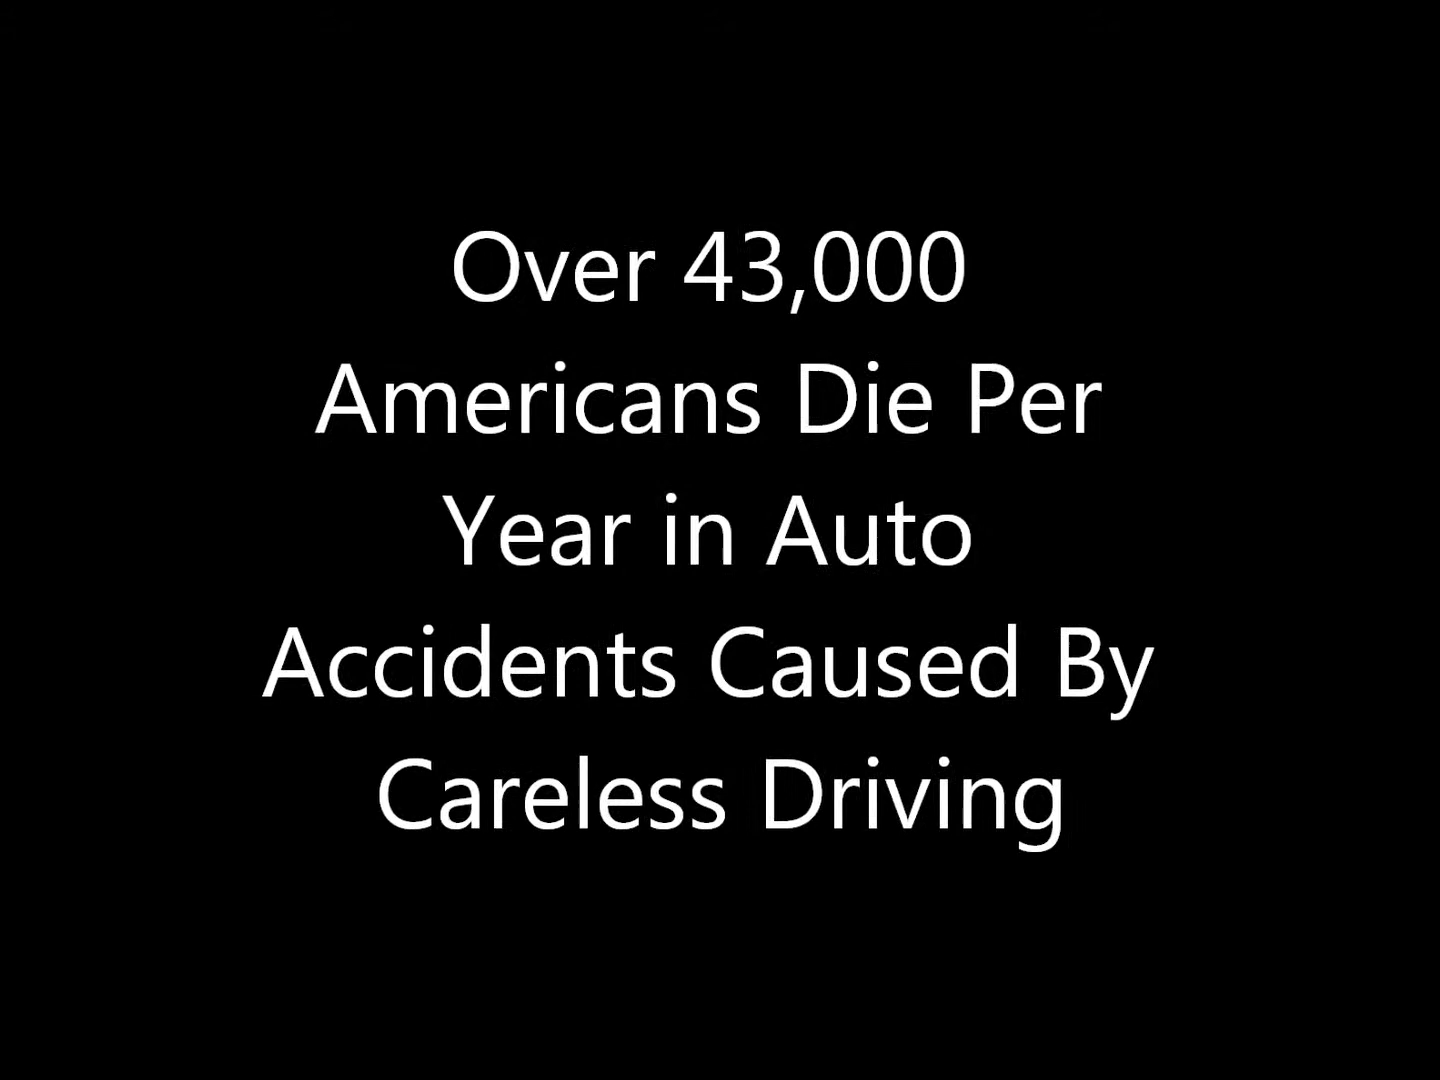 Over 43,000
Americans Die Per
Year in Auto
Accidents Caused By
Careless Driving